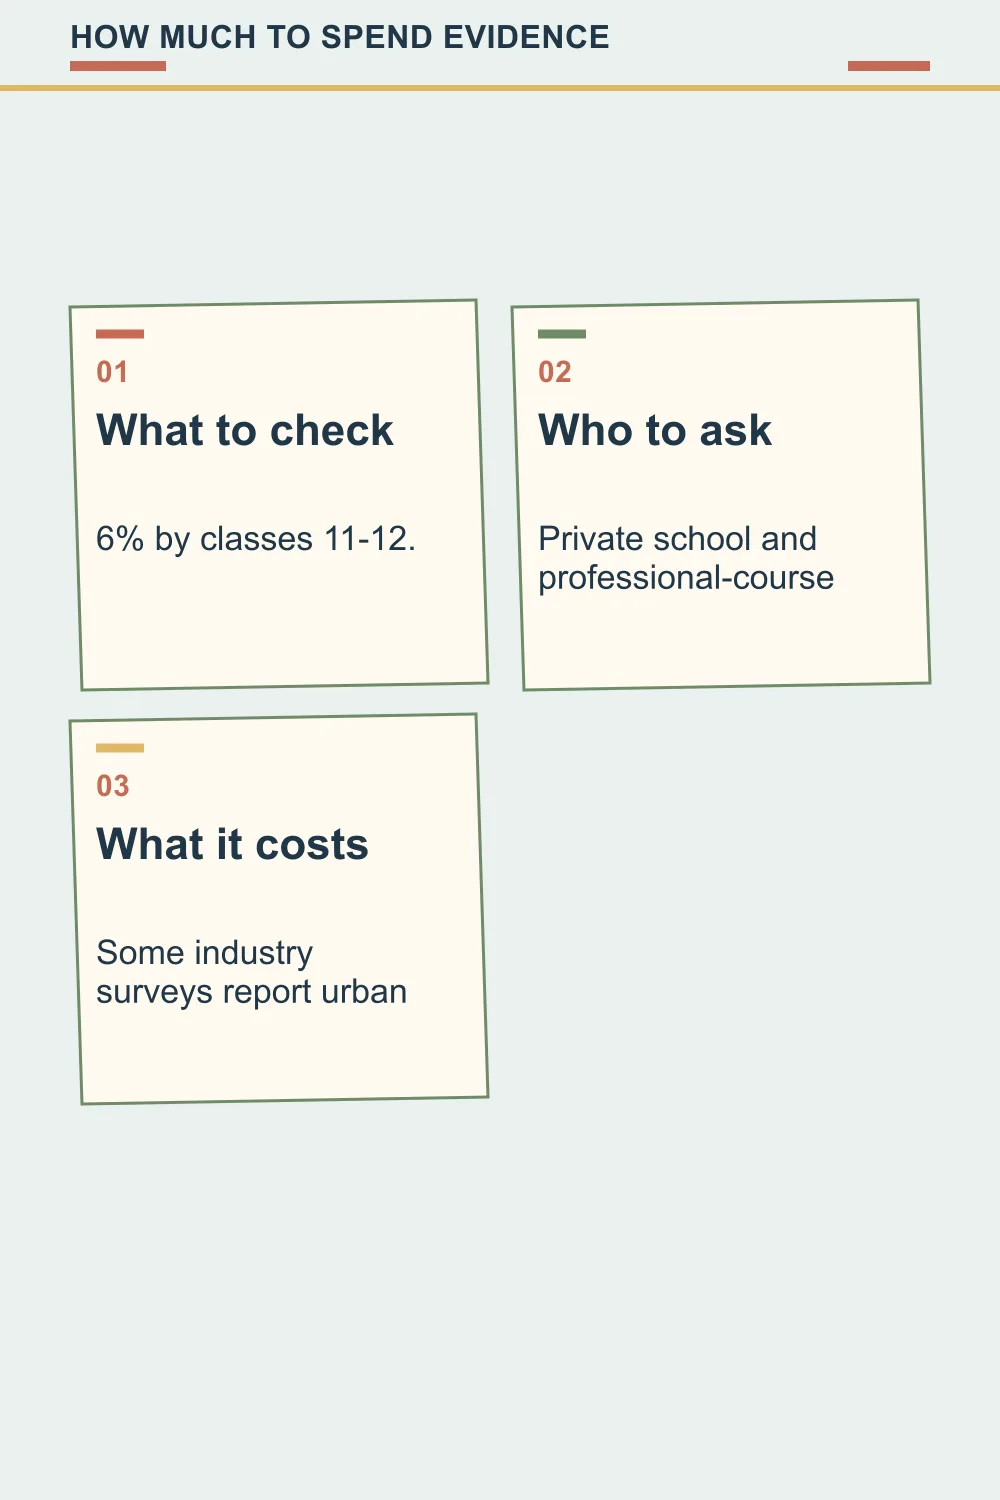 HOW MUCH TO SPEND EVIDENCE
01
What to check
6% by classes 11-12.
02
Who to ask
Private school and
professional-course
03
What it costs
Some industry
surveys report urban